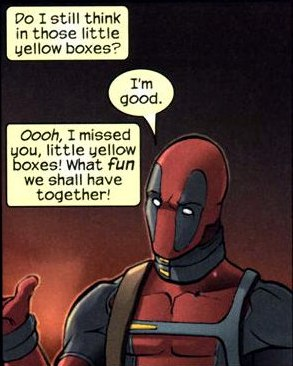 Do I still think
in those little
yellow boxes?
I'm
good.
Oooh, I missed
you, little yellow
boxes! What fun
we shall have
together!